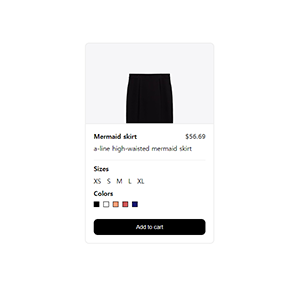 Mermaid skirt $56.69
a-line high-waisted mermaid skirt
Sizes
XS S M L XL
Colors
Add to cart